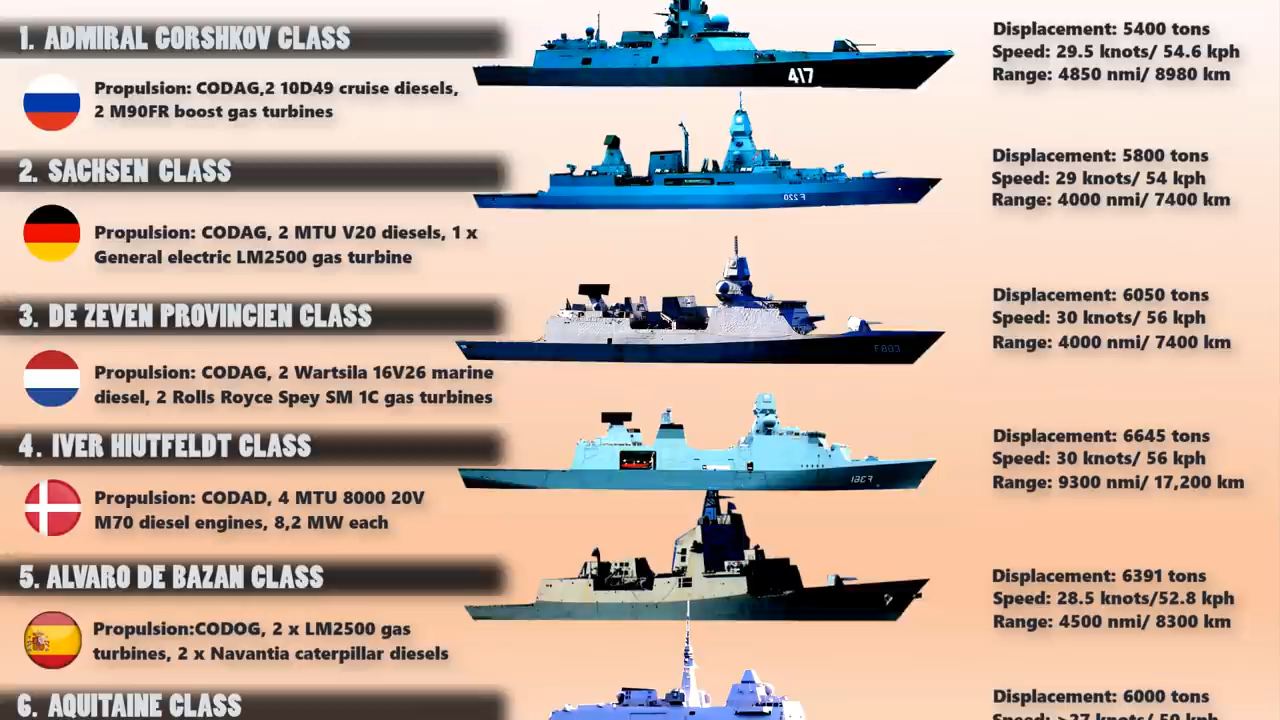 1. ADMIRAL GORSHKOV CLASS
Propulsion: CODAG,2 10D49 cruise diesels,
2 M90FR boost gas turbines
417
Displacement: 5400 tons
Speed: 29.5 knots/ 54.6 kph
Range: 4850 nmi/ 8980 km
2. SACHSEN CLASS
Propulsion: CODAG, 2 MTU V20 diesels, 1 x
General electric LM2500 gas turbine
F 220
Displacement: 5800 tons
Speed: 29 knots/ 54 kph
Range: 4000 nmi/ 7400 km
3. DE ZEVEN PROVINCIEN CLASS
Propulsion: CODAG, 2 Wartsila 16V26 marine
diesel, 2 Rolls Royce Spey SM 1C gas turbines
F803
Displacement: 6050 tons
Speed: 30 knots/ 56 kph
Range: 4000 nmi/ 7400 km
4. IVER HIUTFELDT CLASS
Propulsion: CODAD, 4 MTU 8000 20V
M70 diesel engines, 8,2 MW each
F361
Displacement: 6645 tons
Speed: 30 knots/ 56 kph
Range: 9300 nmi/ 17,200 km
5. ALVARO DE BAZAN CLASS
Propulsion:CODOG, 2 x LM2500 gas
turbines, 2 x Navantia caterpillar diesels
Displacement: 6391 tons
Speed: 28.5 knots/52.8 kph
Range: 4500 nmi/ 8300 km
6. AQUITAINE CLASS
Displacement: 6000 tons
Speed: >27 knots/ 50 kph